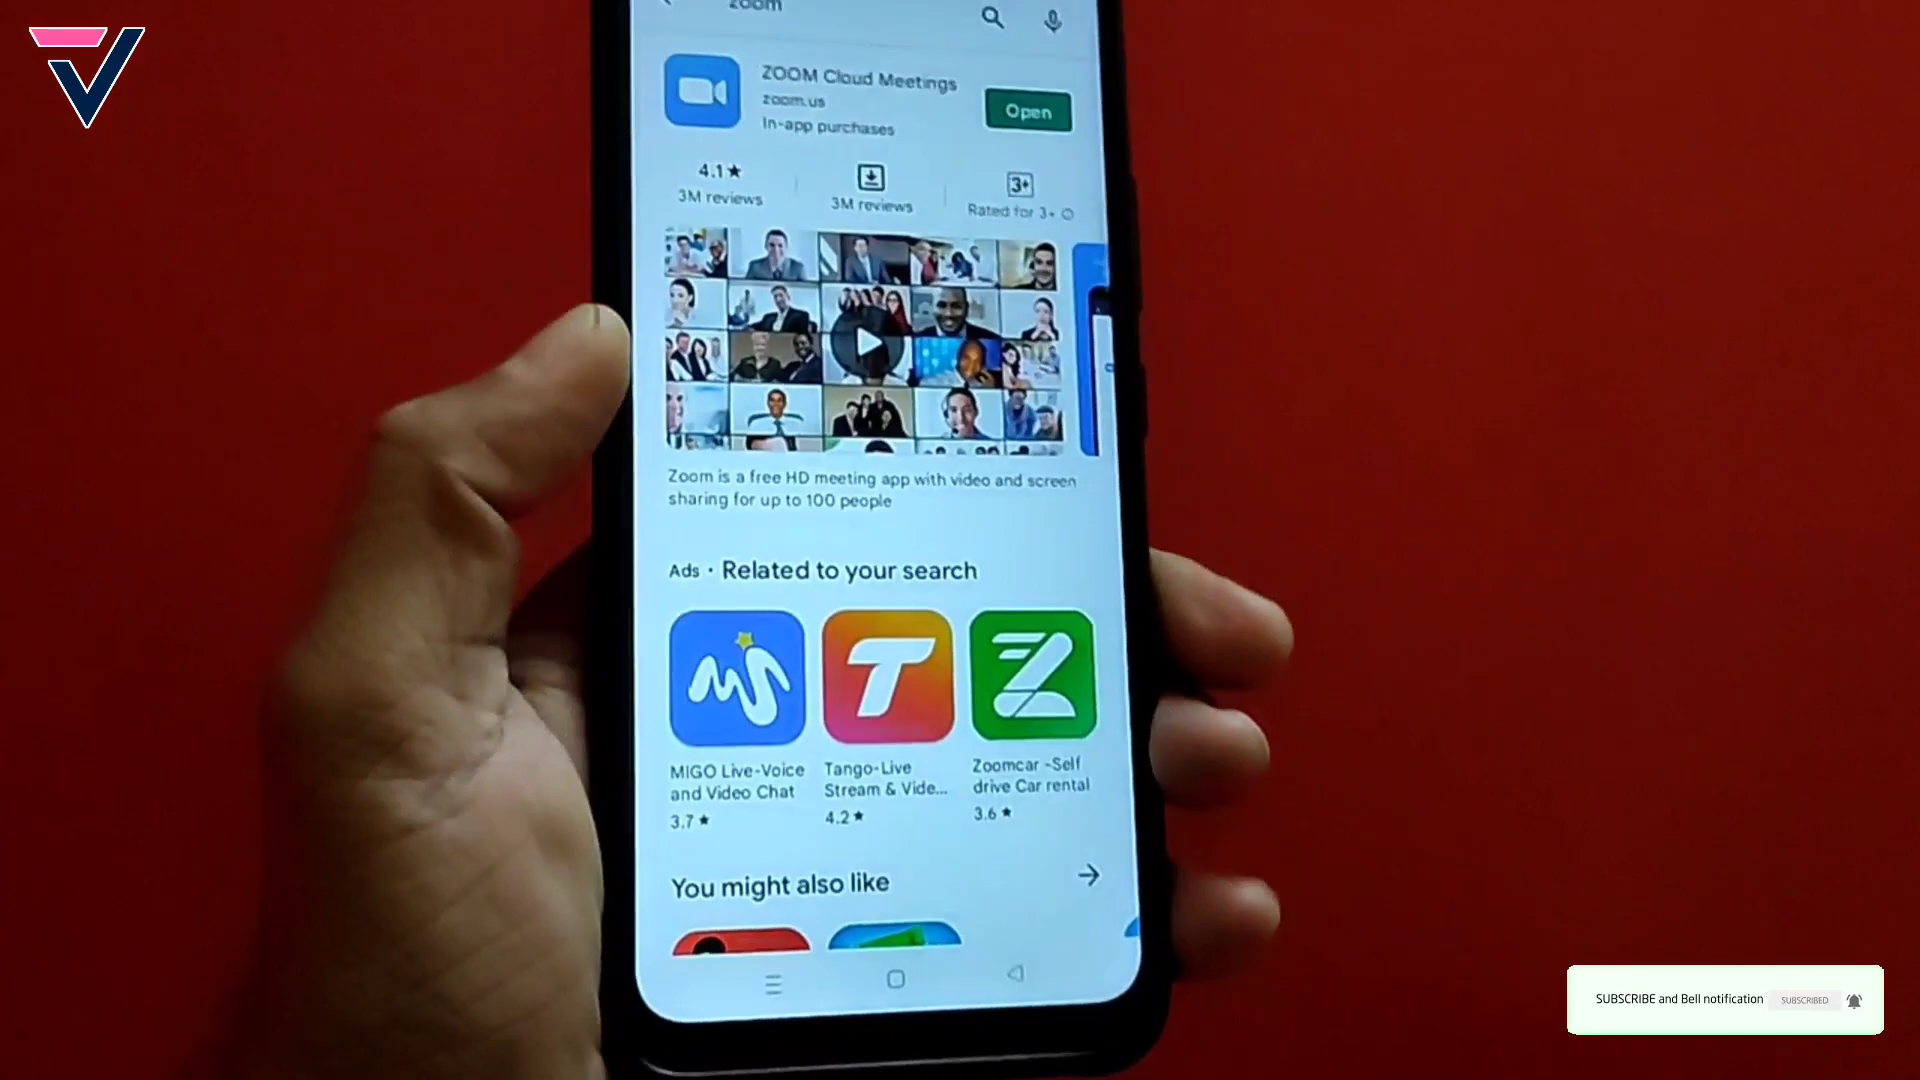 zoom
ZOOM Cloud Meetings
zoom.us
In-app purchases
Open
4.1★
3M reviews
3M reviews
3+
Rated for 3+
Zoom is a free HD meeting app with video and screen
sharing for up to 100 people
Ads · Related to your search
MIGO Live-Voice
and Video Chat
3.7 ★
Tango-Live
Stream & Vide...
4.2 ★
Zoomcar -Self
drive Car rental
3.6 ★
You might also like
SUBSCRIBE and Bell notification
SUBSCRIBED